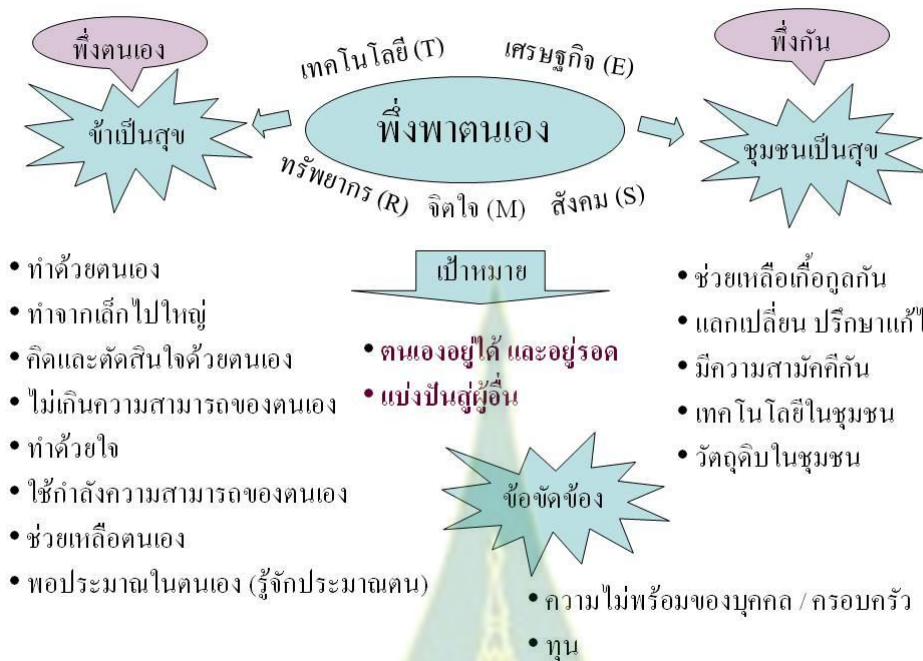 พึ่งตนเอง
ข้าเป็นสุข
เทคโนโลยี (T)
เศรษฐกิจ (E)
พึ่งพาตนเอง
ทรัพยากร (R)
จิตใจ (M)
สังคม (S)
พึ่งกัน
ชุมชนเป็นสุข
• ทำด้วยตนเอง
• ทำจากเล็กไปใหญ่
• คิดและตัดสินใจด้วยตนเอง
• ไม่เกินความสามารถของตนเอง
• ทำด้วยใจ
• ใช้กำลังความสามารถของตนเอง
• ช่วยเหลือตนเอง
• พอประมาณในตนเอง (รู้จักประมาณตน)
เป้าหมาย
• ตนเองอยู่ได้ และอยู่รอด
• แบ่งปันสู่ผู้อื่น
• ช่วยเหลือเกื้อกูลกัน
• แลกเปลี่ยน ปรึกษาแก้ไ
• มีความสามัคคีกัน
• เทคโนโลยีในชุมชน
• วัตถุดิบในชุมชน
ข้อขัดข้อง
• ความไม่พร้อมของบุคคล / ครอบครัว
• ทุน